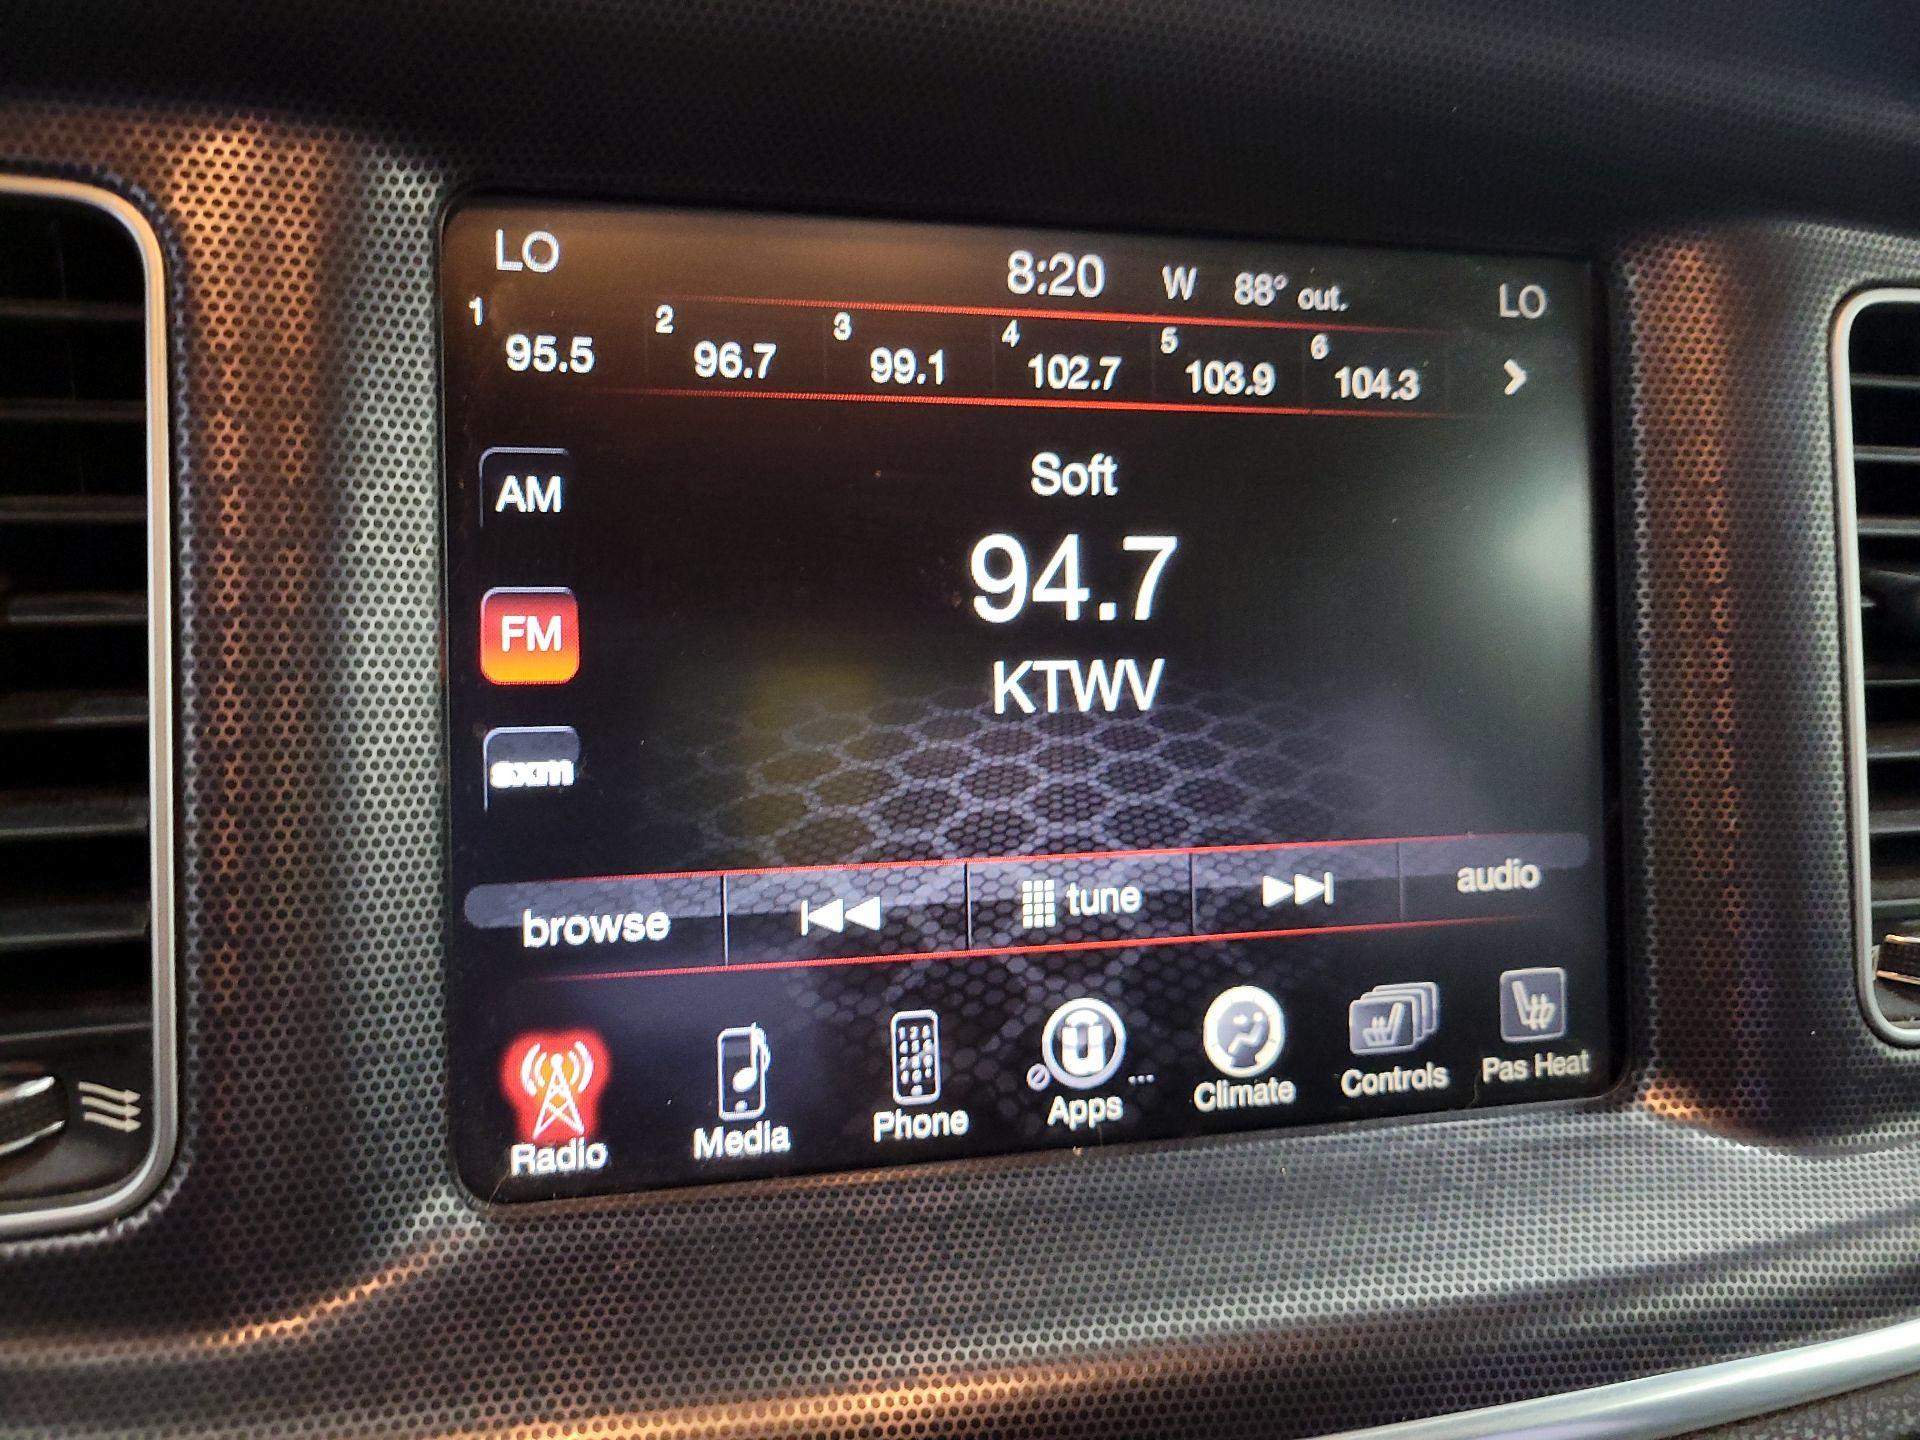 LO 8:20 W 88° out. LO
1 95.5 2 96.7 3 99.1 4 102.7 5 103.9 6 104.3
Soft
AM
94.7
FM
KTWV
sxm
browse tune audio
Radio Media Phone Apps ... Climate Controls Pas Heat